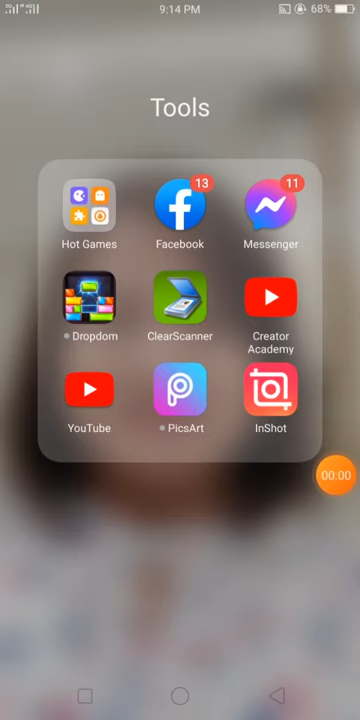 9:14 PM
68%
Tools
13
11
Hot Games
Facebook
Messenger
Dropdom
ClearScanner
Creator
Academy
00:00
YouTube
PicsArt
InShot